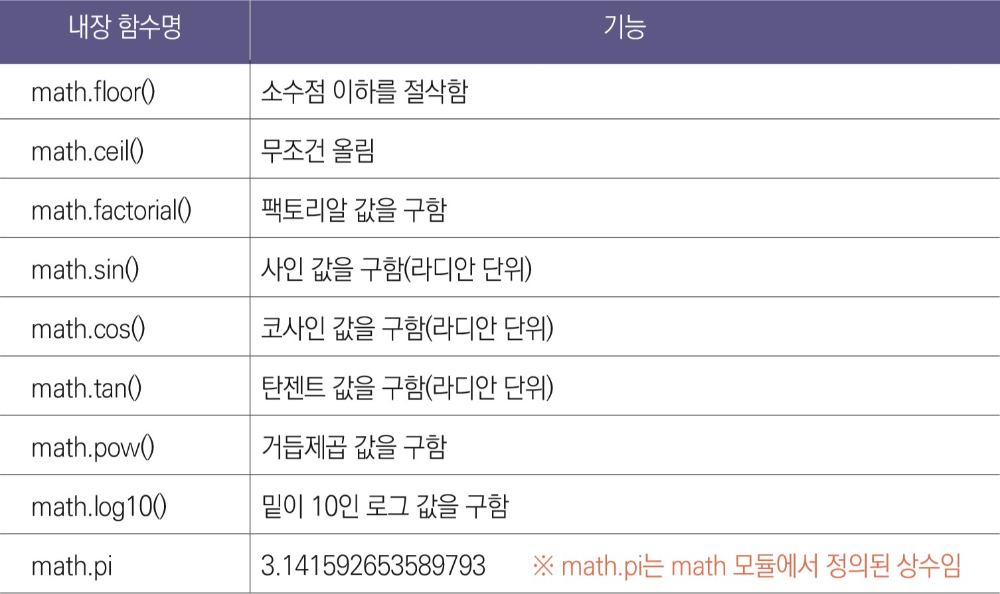 내장 함수명 기능
math.floor() 소수점 이하를 절삭함
math.ceil() 무조건 올림
math.factorial() 팩토리알 값을 구함
math.sin() 사인 값을 구함(라디안 단위)
math.cos() 코사인 값을 구함(라디안 단위)
math.tan() 탄젠트 값을 구함(라디안 단위)
math.pow() 거듭제곱 값을 구함
math.log10() 밑이 10인 로그 값을 구함
math.pi 3.141592653589793 ※ math.pi는 math 모듈에서 정의된 상수임